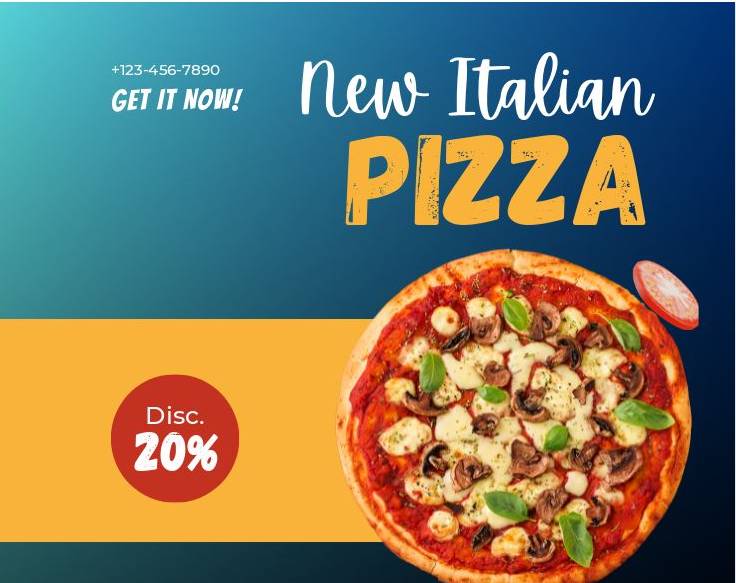 +123-456-7890
GET IT NOW!
New Italian
PIZZA
Disc.
20%